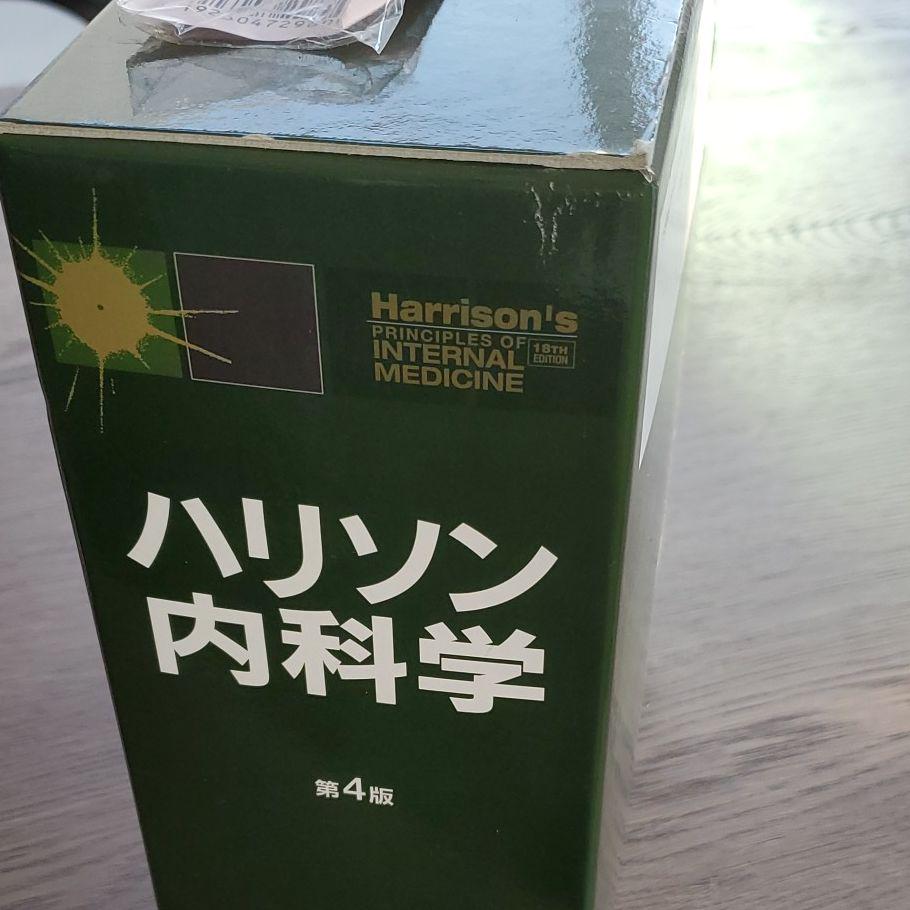 Harrison's
PRINCIPLES OF
INTERNAL
MEDICINE
18TH
EDITION
ハリソン
内科学
第4版